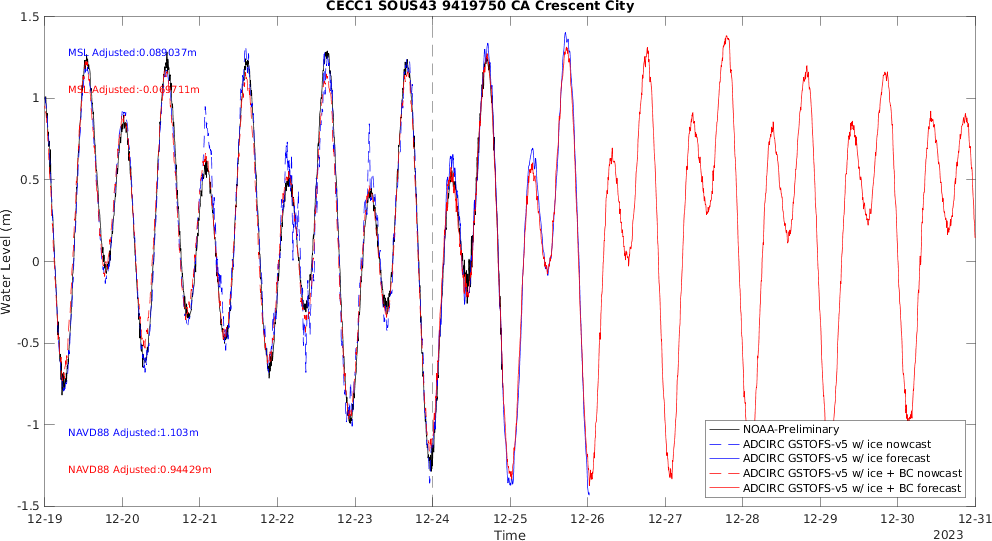 CECC1 SOUS43 9419750 CA Crescent City
1.5
1
0.5
0
-0.5
-1
-1.5
Water Level (m)
MSL Adjusted:0.089037m
MSL Adjusted:-0.069711m
NAVD88 Adjusted:1.103m
NAVD88 Adjusted:0.94429m
NOAA-Preliminary
ADCIRC GSTOFS-v5 w/ ice nowcast
ADCIRC GSTOFS-v5 w/ ice forecast
ADCIRC GSTOFS-v5 w/ ice + BC nowcast
ADCIRC GSTOFS-v5 w/ ice + BC forecast
12-19 12-20 12-21 12-22 12-23 12-24 12-25 12-26 12-27 12-28 12-29 12-30 12-31
Time
2023